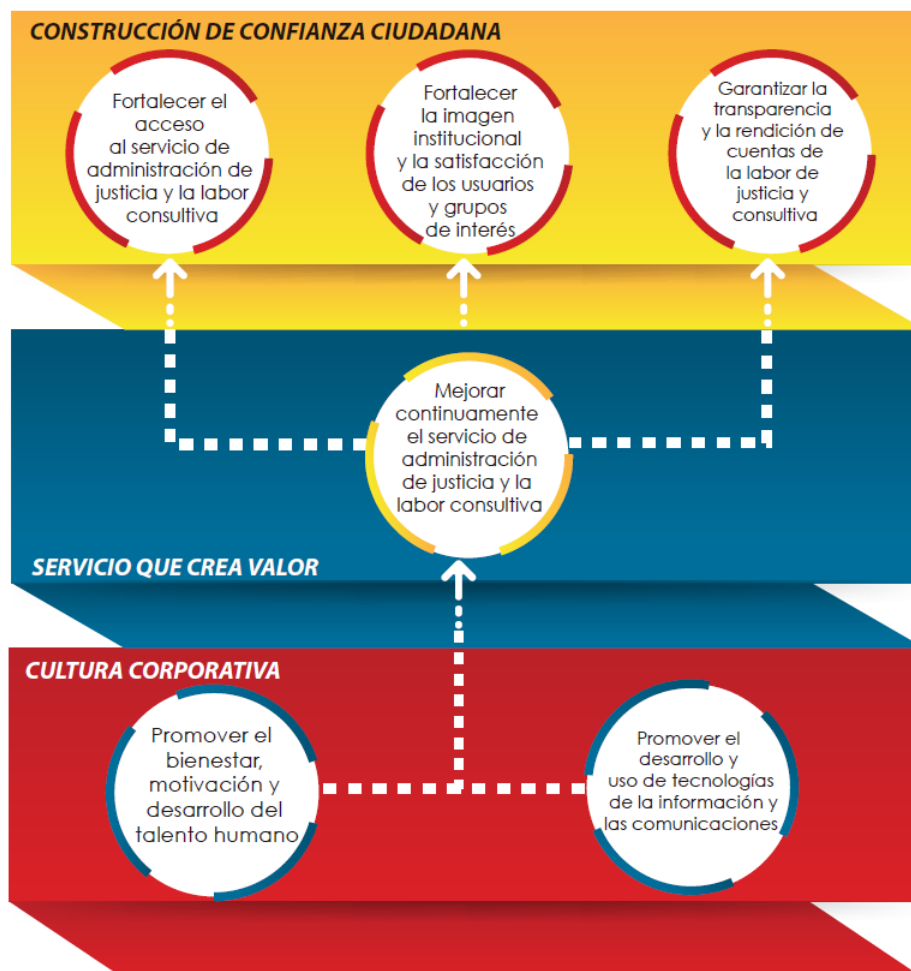 CONSTRUCCIÓN DE CONFIANZA CIUDADANA
Fortalecer el
acceso
al servicio de
administración de
justicia y la labor
consultiva
Fortalecer
la imagen
institucional
y la satisfacción
de los usuarios
y grupos
de interés
Garantizar la
transparencia
y la rendición de
cuentas de
la labor de
justicia y
consultiva
Mejorar
continuamente
el servicio de
administración
de justicia y la
labor consultiva
SERVICIO QUE CREA VALOR
CULTURA CORPORATIVA
Promover el
bienestar,
motivación y
desarrollo del
talento humano
Promover el
desarrollo y
uso de tecnologías
de la información y
las comunicaciones